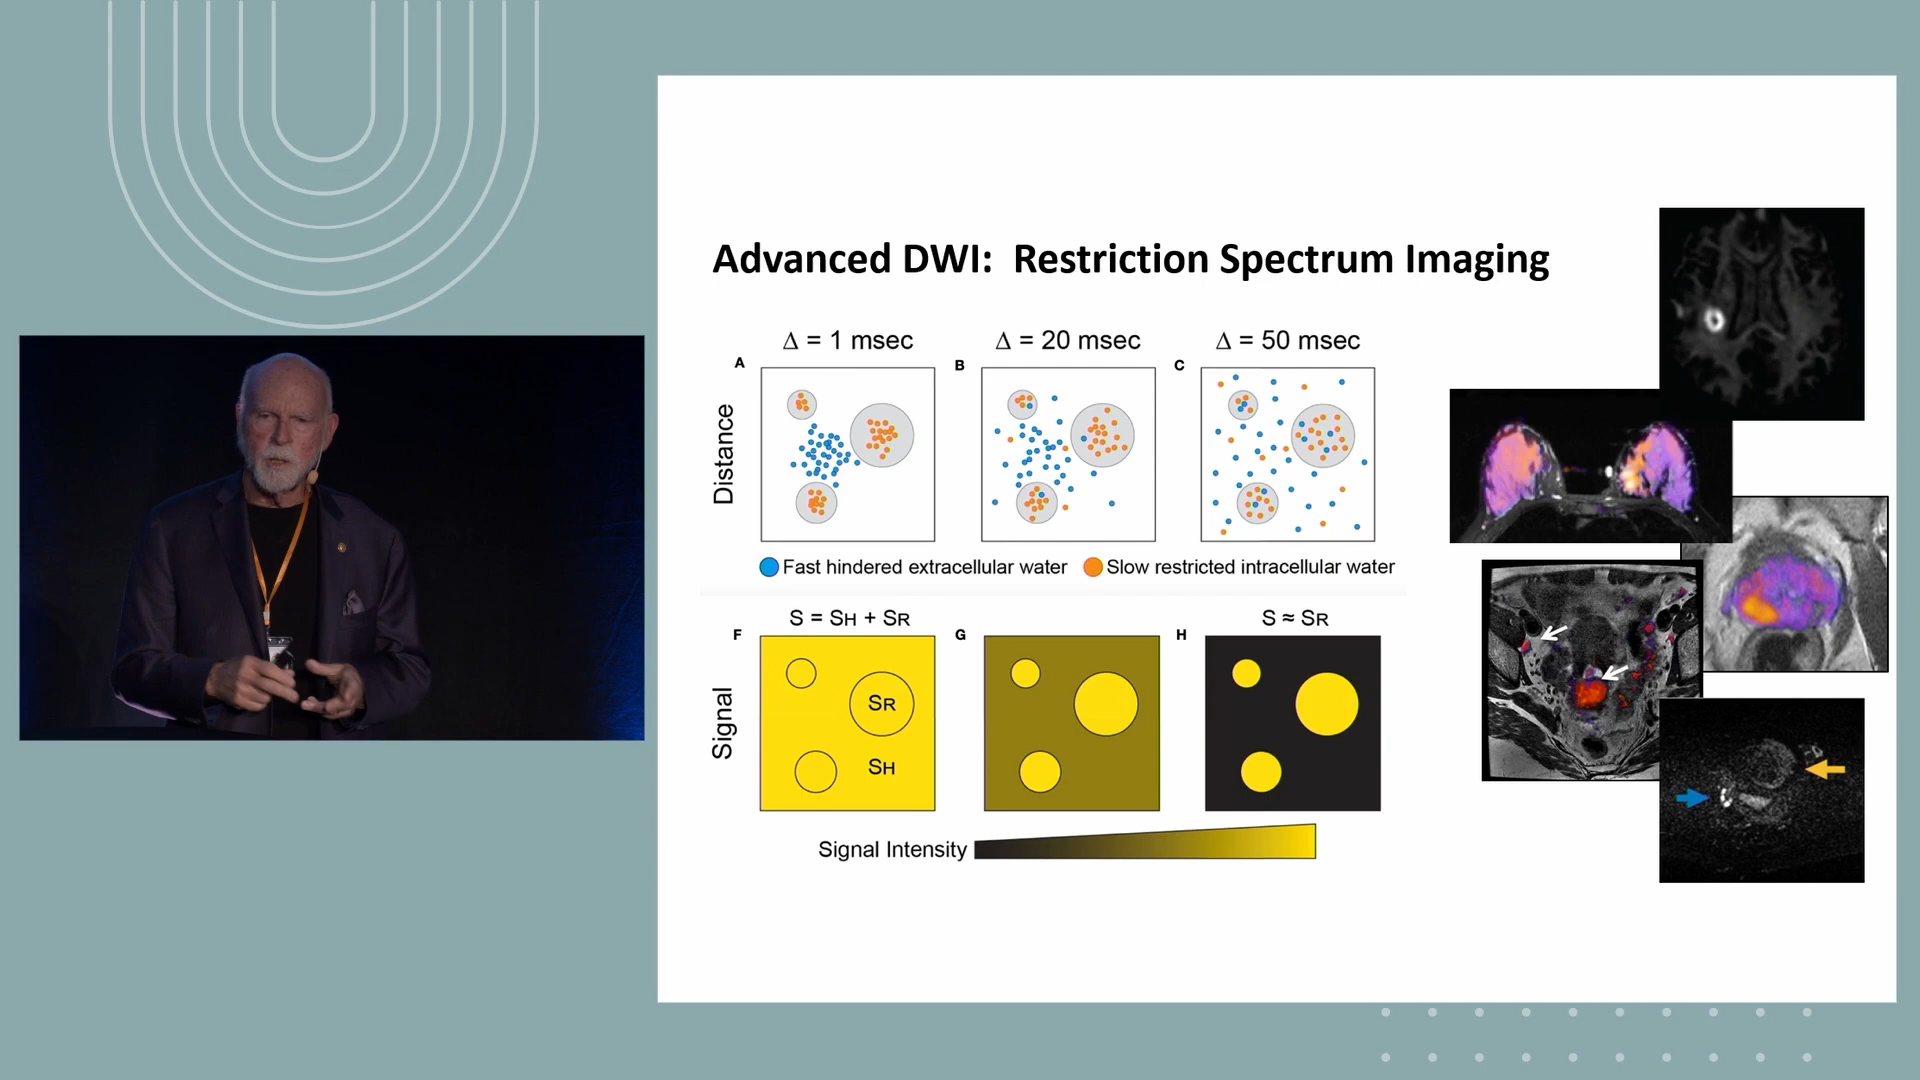 Advanced DWI: Restriction Spectrum Imaging
Δ = 1 msec
Δ = 20 msec
Δ = 50 msec
A
B
C
Distance
Fast hindered extracellular water
Slow restricted intracellular water
S = SH + SR
S ≈ SR
F
G
H
Signal
SR
SH
Signal Intensity